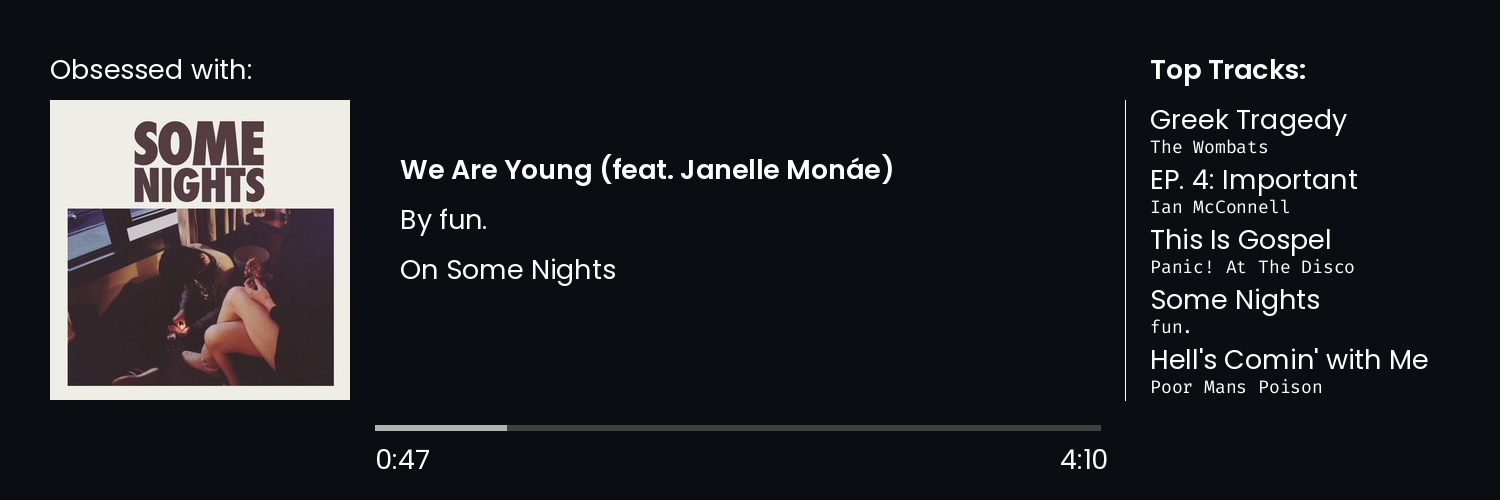 Obsessed with:
SOME
NIGHTS
We Are Young (feat. Janelle Monáe)
By fun.
On Some Nights
0:47
4:10
Top Tracks:
Greek Tragedy
The Wombats
EP. 4: Important
Ian McConnell
This Is Gospel
Panic! At The Disco
Some Nights
fun.
Hell's Comin' with Me
Poor Mans Poison